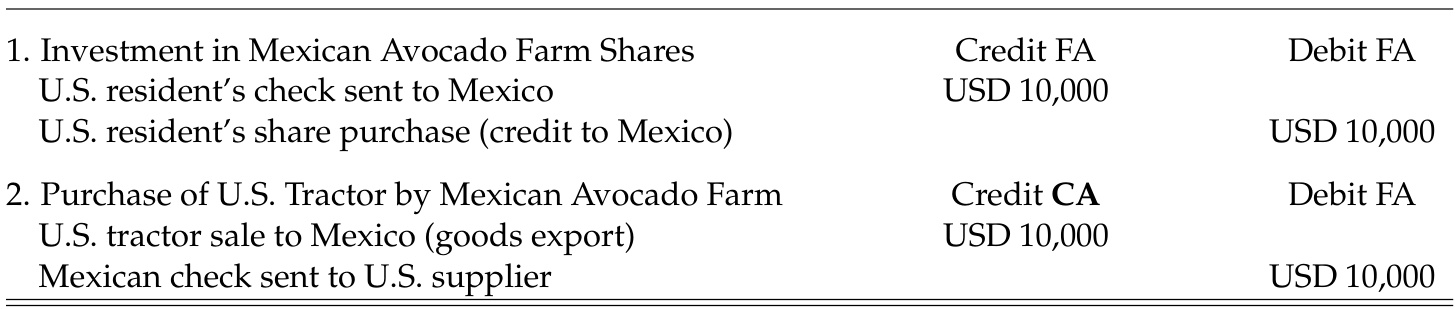 1. Investment in Mexican Avocado Farm Shares Credit FA Debit FA
U.S. resident’s check sent to Mexico USD 10,000
U.S. resident’s share purchase (credit to Mexico) USD 10,000
2. Purchase of U.S. Tractor by Mexican Avocado Farm Credit CA Debit FA
U.S. tractor sale to Mexico (goods export) USD 10,000
Mexican check sent to U.S. supplier USD 10,000